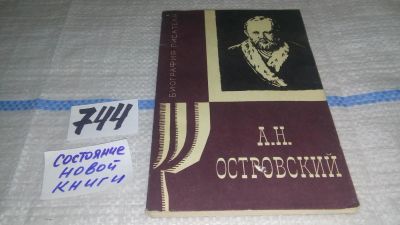 744
СОСТОЯНИЕ
НОВОЙ
КНИГИ
БИОГРАФИЯ ПИСАТЕЛЯ
А.Н.
ОСТРОВСКИЙ